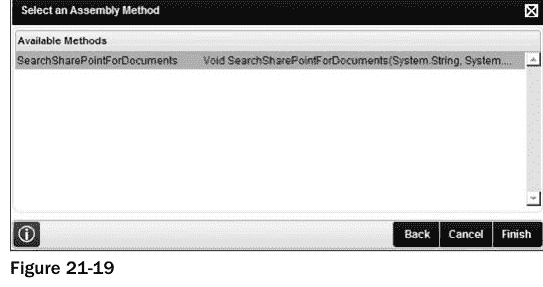 Select an Assembly Method
Available Methods
SearchSharePointForDocuments Void SearchSharePointForDocuments(System.String, System....
Back Cancel Finish
Figure 21-19